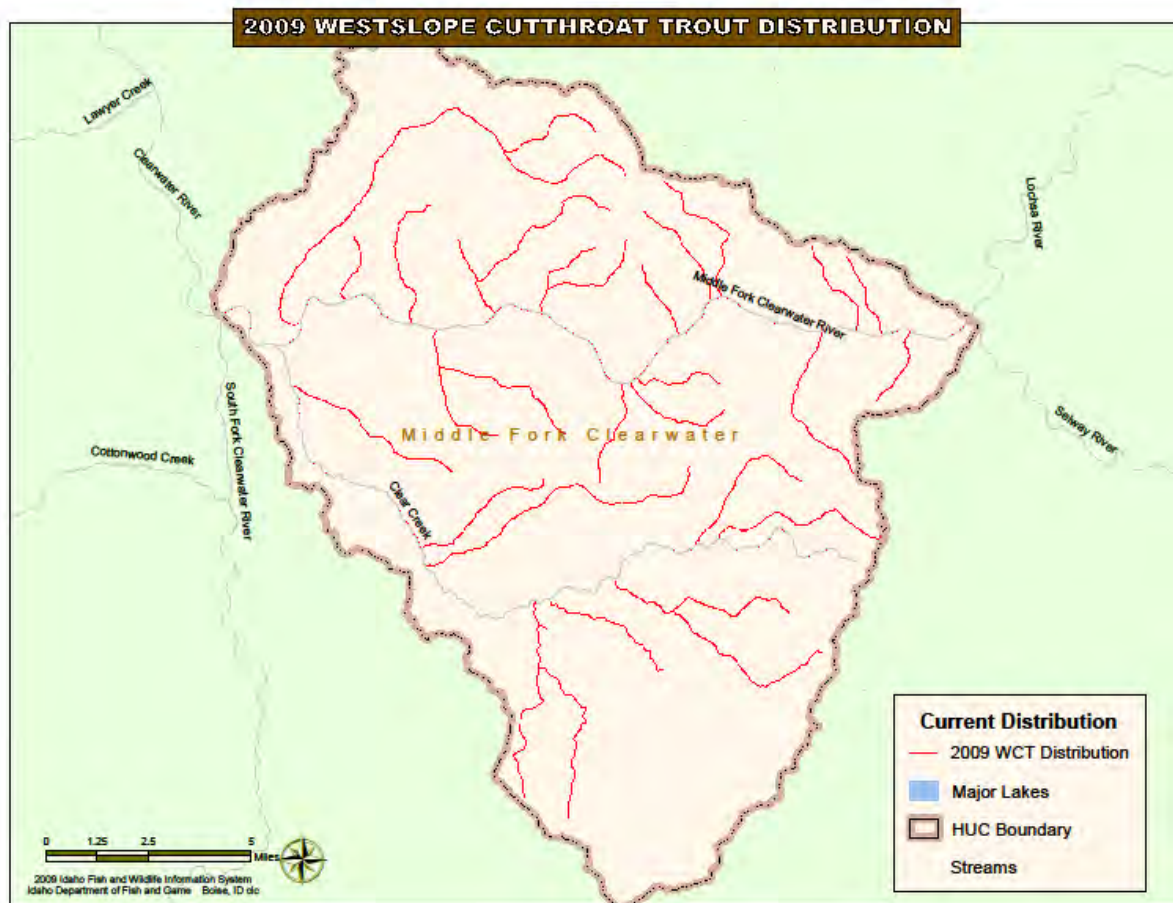 2009 WESTSLOPE CUTTHROAT TROUT DISTRIBUTION
Lawyer Creek
Clearwater River
Lochsa River
Middle Fork Clearwater River
South Fork Clearwater River
Selway River
Middle Fork Clearwater
Cottonwood Creek
Clear Creek
Current Distribution
2009 WCT Distribution
Major Lakes
HUC Boundary
Streams
0 1.25 2.5 5
Miles
2009 Idaho Fish and Wildlife Information System
Idaho Department of Fish and Game Boise, ID clc